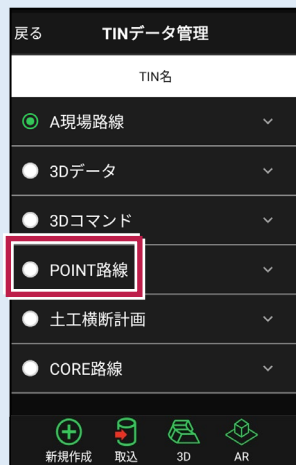 戻る TINデータ管理
TIN名
A現場路線
3Dデータ
3Dコマンド
POINT路線
土工横断計画
CORE路線
新規作成 取込 3D AR